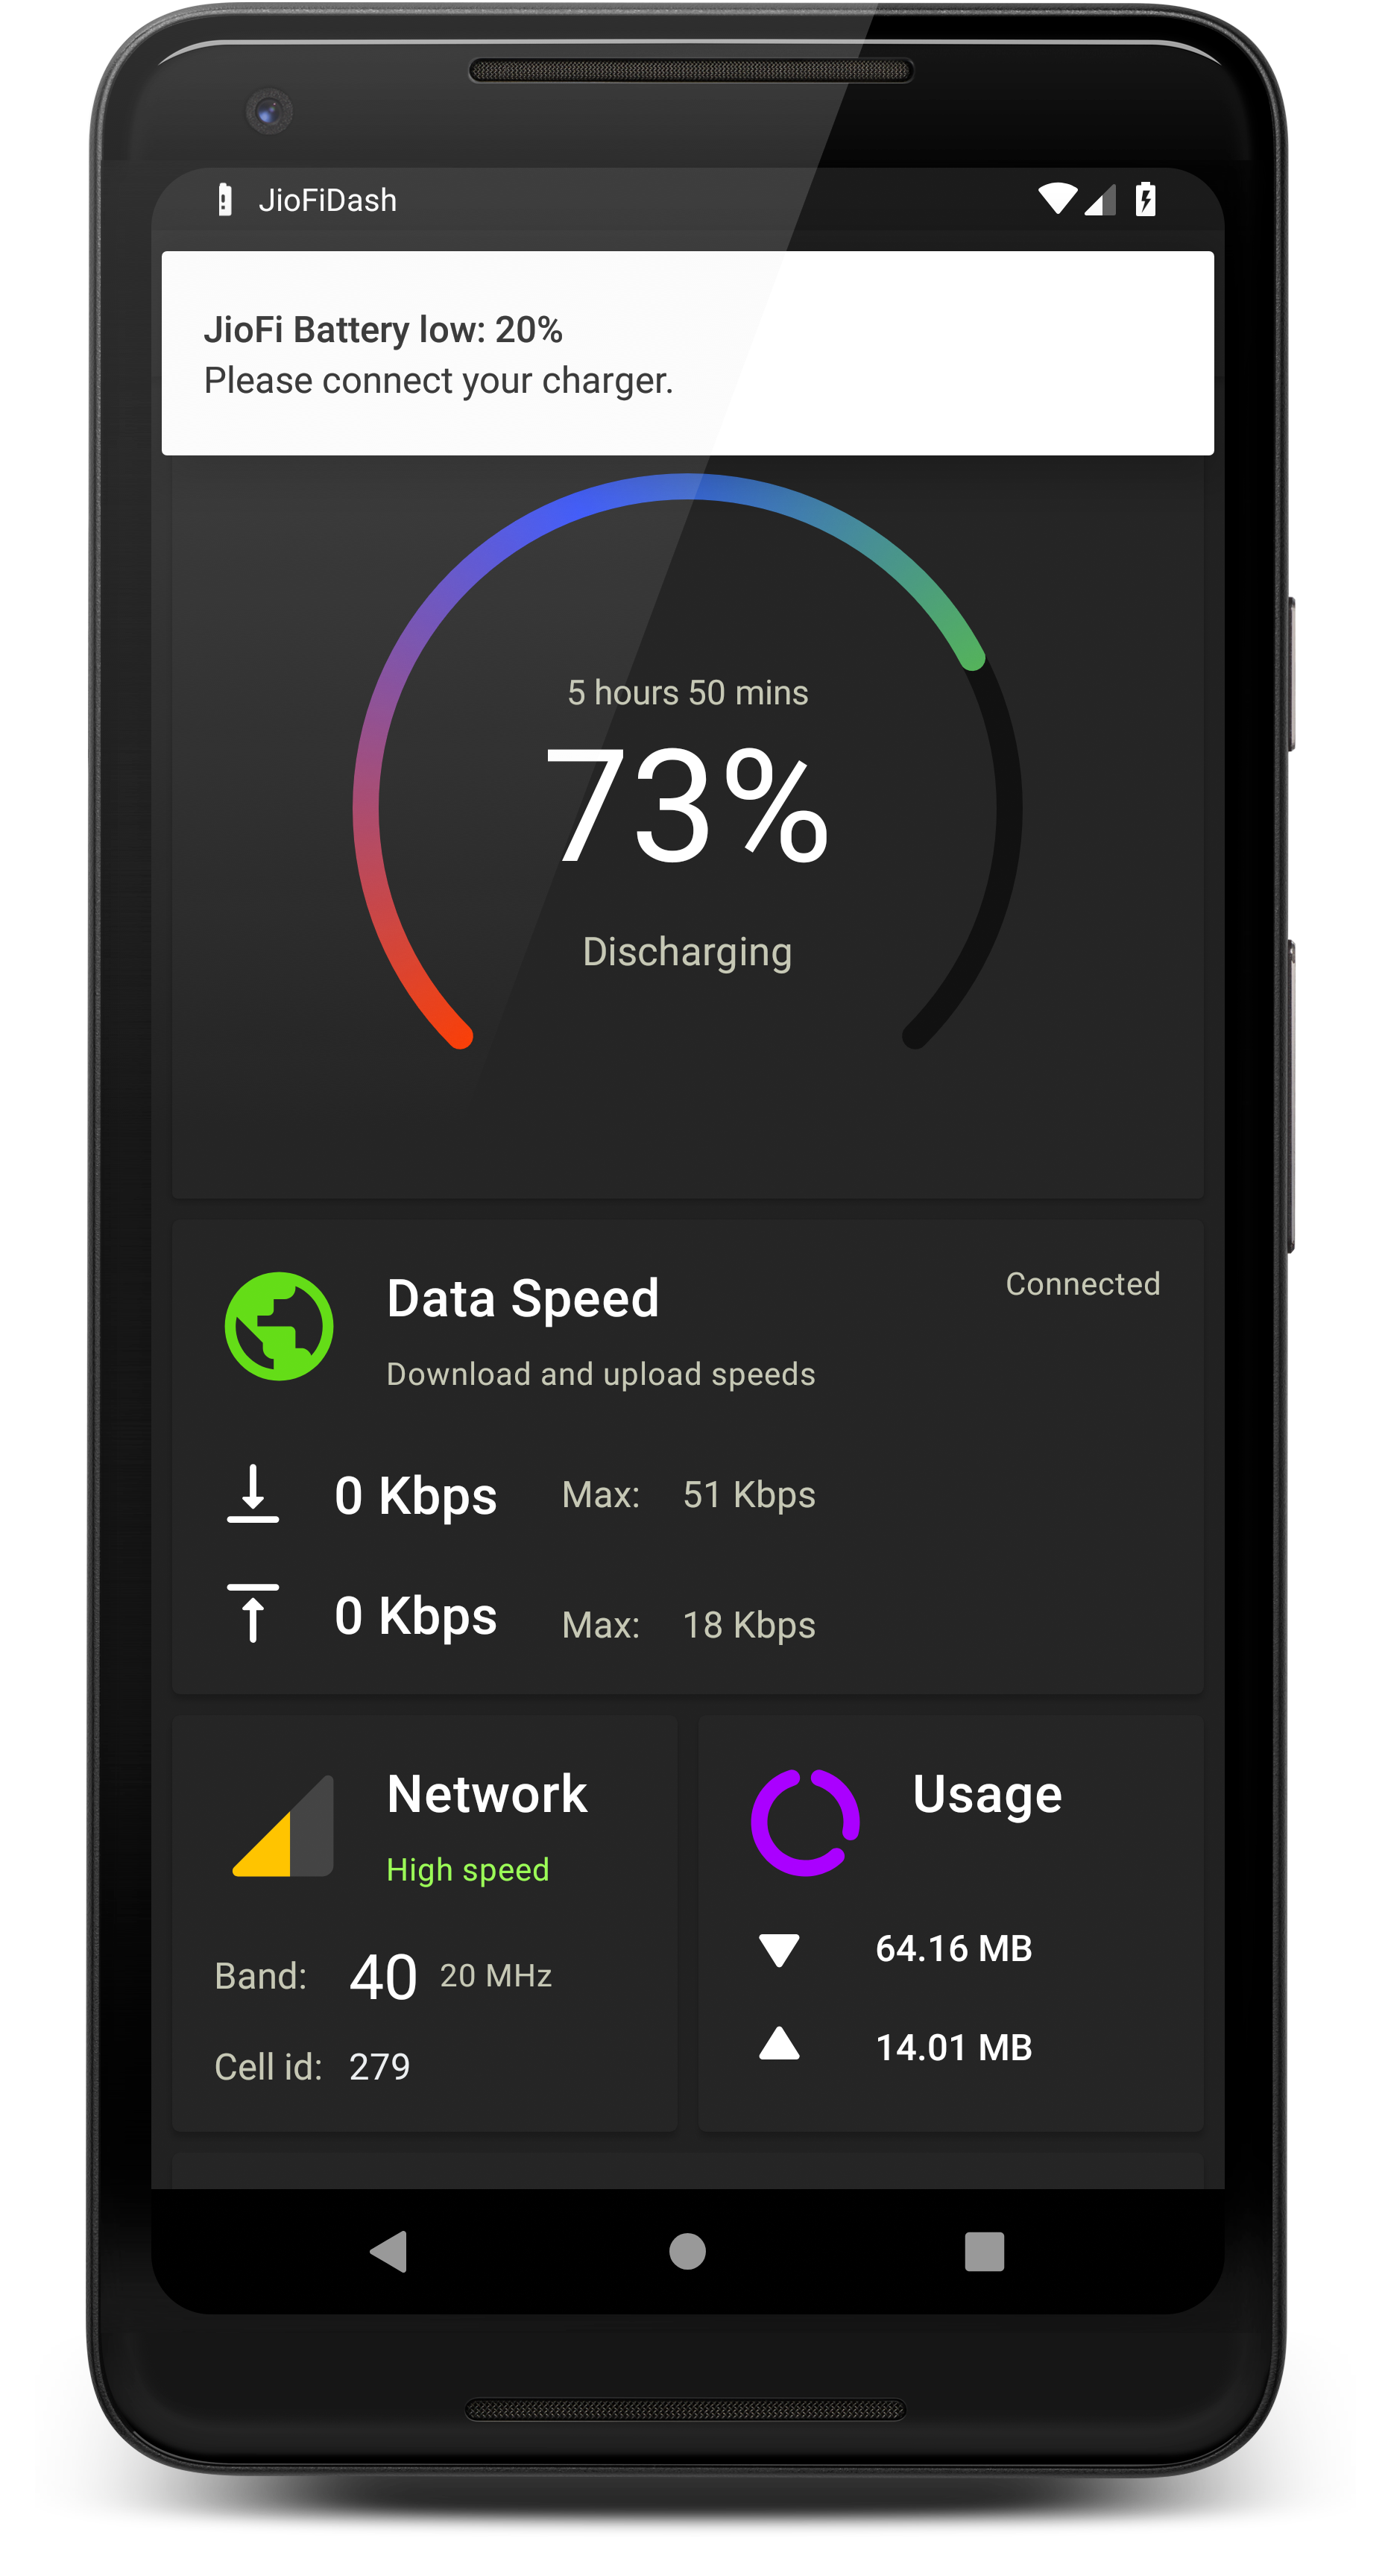 JioFiDash
JioFi Battery low: 20%
Please connect your charger.
5 hours 50 mins
73%
Discharging
Data Speed
Connected
Download and upload speeds
0 Kbps Max: 51 Kbps
0 Kbps Max: 18 Kbps
Network
High speed
Band: 40 20 MHz
Cell id: 279
Usage
64.16 MB
14.01 MB